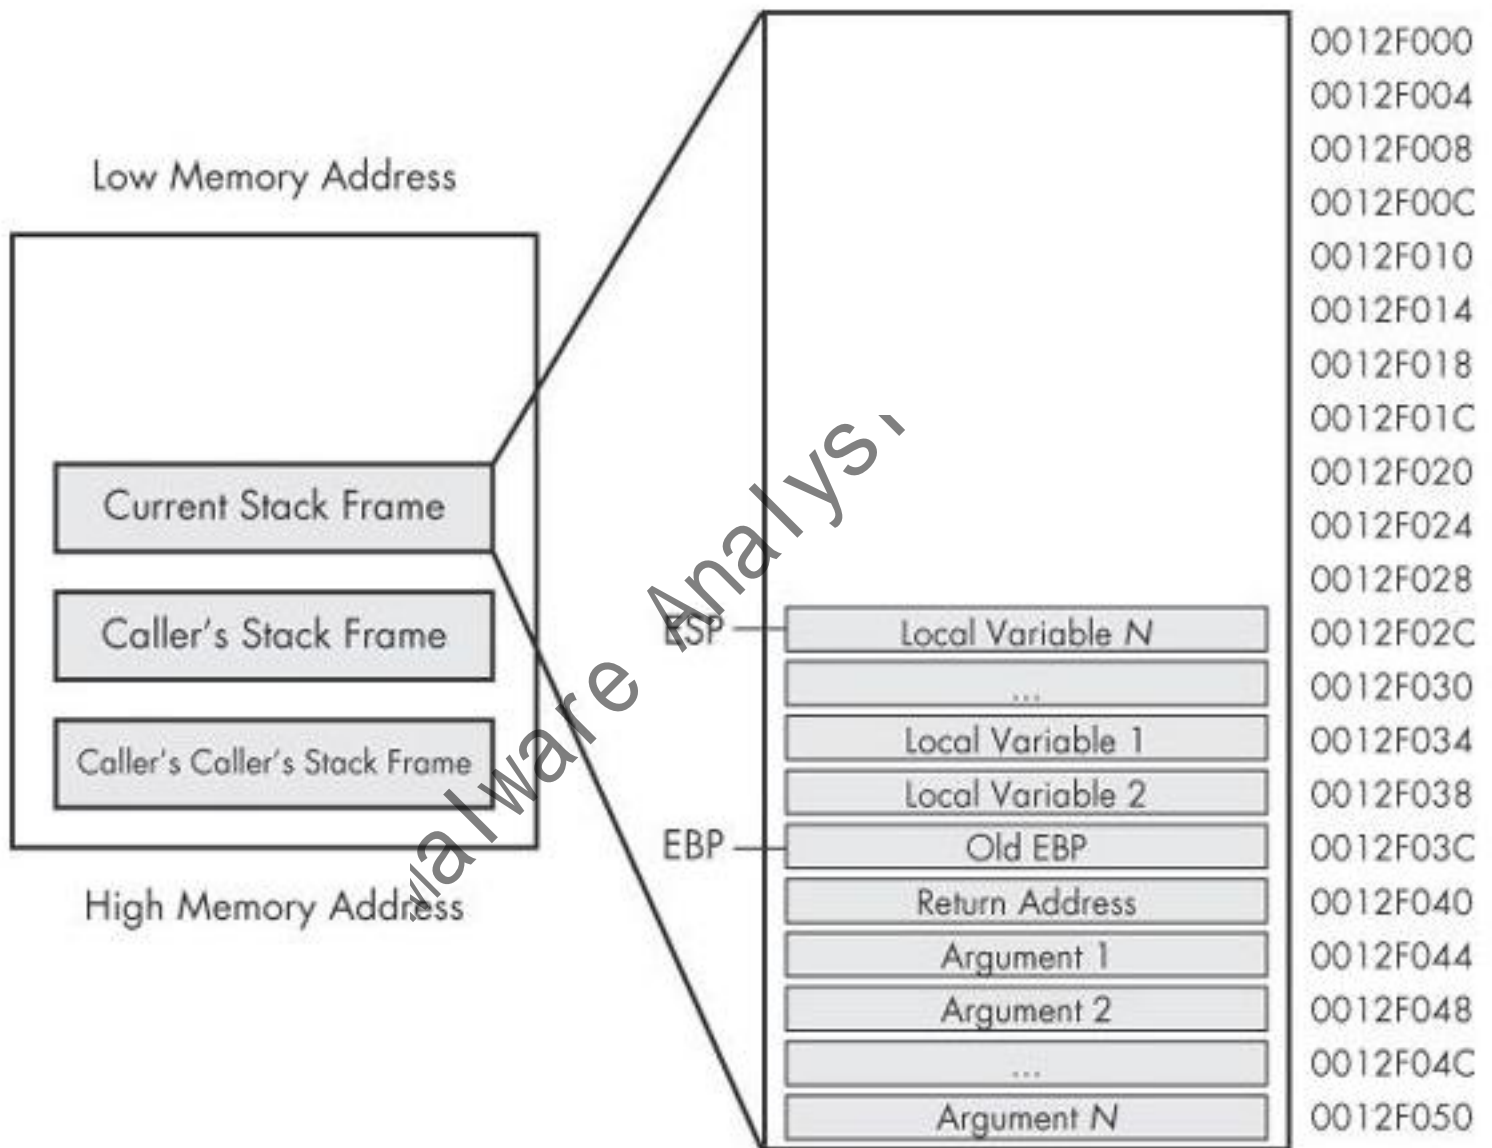 Low Memory Address
Current Stack Frame
Caller's Stack Frame
Caller's Caller's Stack Frame
High Memory Address
ESP
EBP
Local Variable N
...
Local Variable 1
Local Variable 2
Old EBP
Return Address
Argument 1
Argument 2
...
Argument N
0012F000
0012F004
0012F008
0012F00C
0012F010
0012F014
0012F018
0012F01C
0012F020
0012F024
0012F028
0012F02C
0012F030
0012F034
0012F038
0012F03C
0012F040
0012F044
0012F048
0012F04C
0012F050